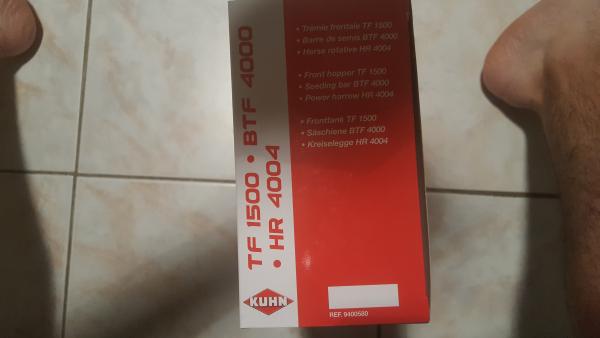 TF 1500 • BTF 4000
• HR 4004
KUHN
• Trémie frontale TF 1500
• Barre de semis BTF 4000
• Herse rotative HR 4004
• Front hopper TF 1500
• Seeding bar BTF 4000
• Power harrow HR 4004
• Fronttank TF 1500
• Säschiene BTF 4000
• Kreiselegge HR 4004
REF. 9400580